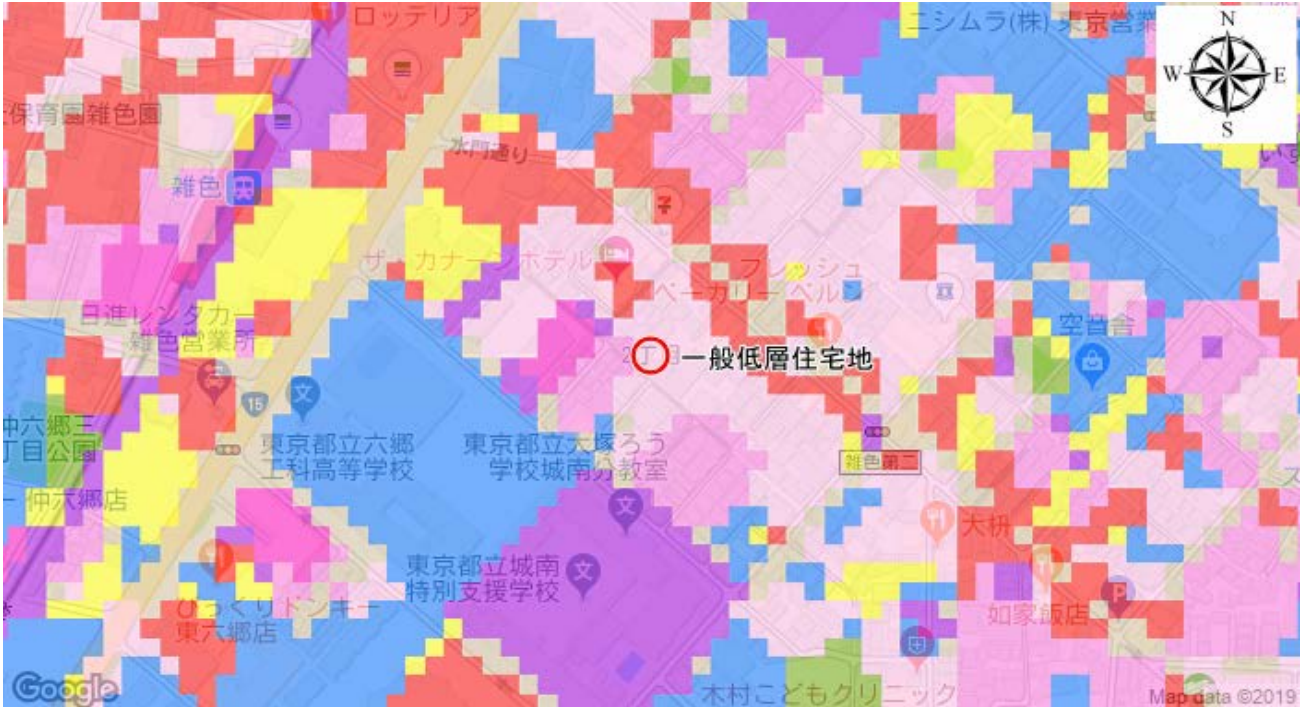 ロッテリア
ニシムラ(株) 東京営業
N
W
E
S
保育園雑色園
水門通り
雑色
ザ・カナーンホテル
フレッシュ
ベーカリー ベルン
日進レンタカー
雑色営業所
空音舎
2丁目
一般低層住宅地
15
仲六郷三
丁目公園
東京都立六郷
工科高等学校
東京都立大塚ろう
学校城南分教室
雑色第二
仲六郷店
大枡
東京都立城南
特別支援学校
びっくりドンキー
東六郷店
如家飯店
P
木村こどもクリニック
Google
Map data ©2019